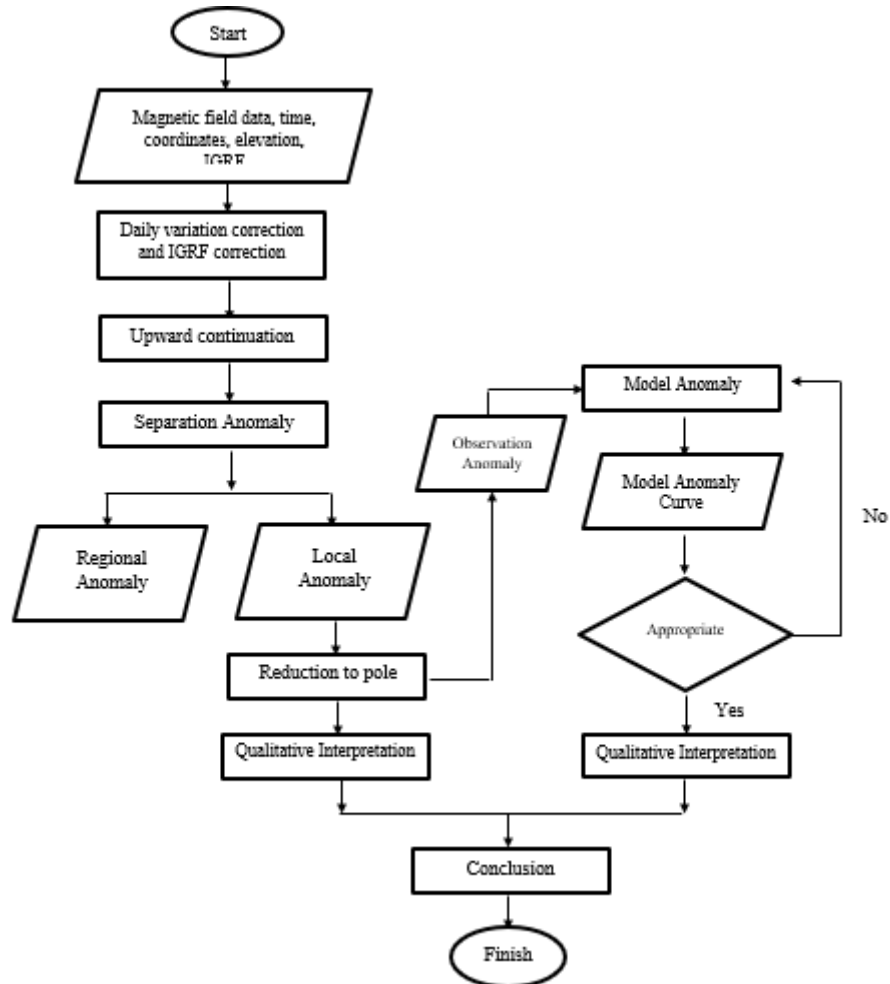 Start
Magnetic field data, time,
coordinates, elevation,
IGRF
Daily variation correction
and IGRF correction
Upward continuation
Separation Anomaly
Regional
Anomaly
Local
Anomaly
Reduction to pole
Qualitative Interpretation
Observation
Anomaly
Model Anomaly
Model Anomaly
Curve
No
Appropriate
Yes
Qualitative Interpretation
Conclusion
Finish